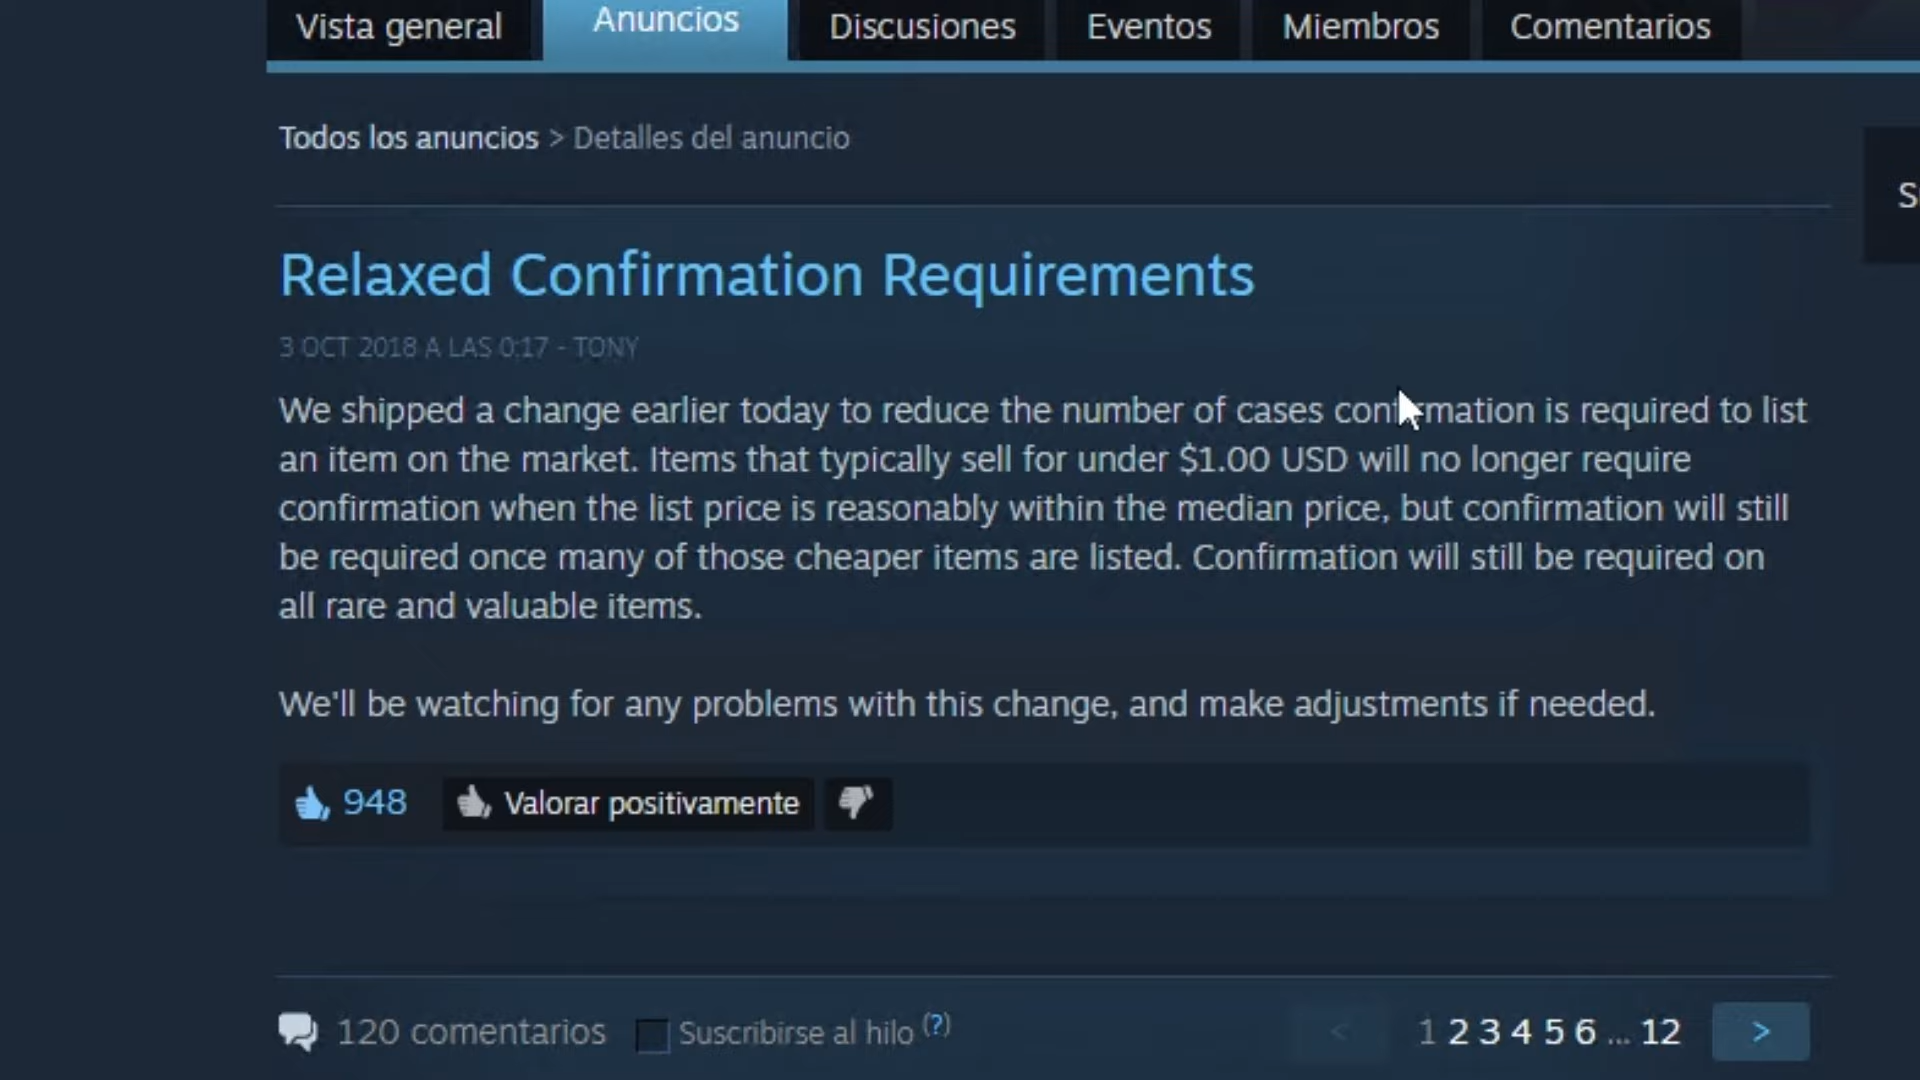 Vista general Anuncios Discusiones Eventos Miembros Comentarios
Todos los anuncios > Detalles del anuncio
Relaxed Confirmation Requirements
3 OCT 2018 A LAS 0:17 - TONY
We shipped a change earlier today to reduce the number of cases confirmation is required to list
an item on the market. Items that typically sell for under $1.00 USD will no longer require
confirmation when the list price is reasonably within the median price, but confirmation will still
be required once many of those cheaper items are listed. Confirmation will still be required on
all rare and valuable items.
We'll be watching for any problems with this change, and make adjustments if needed.
948 Valorar positivamente
120 comentarios Suscribirse al hilo (?) < 1 2 3 4 5 6 ... 12 >